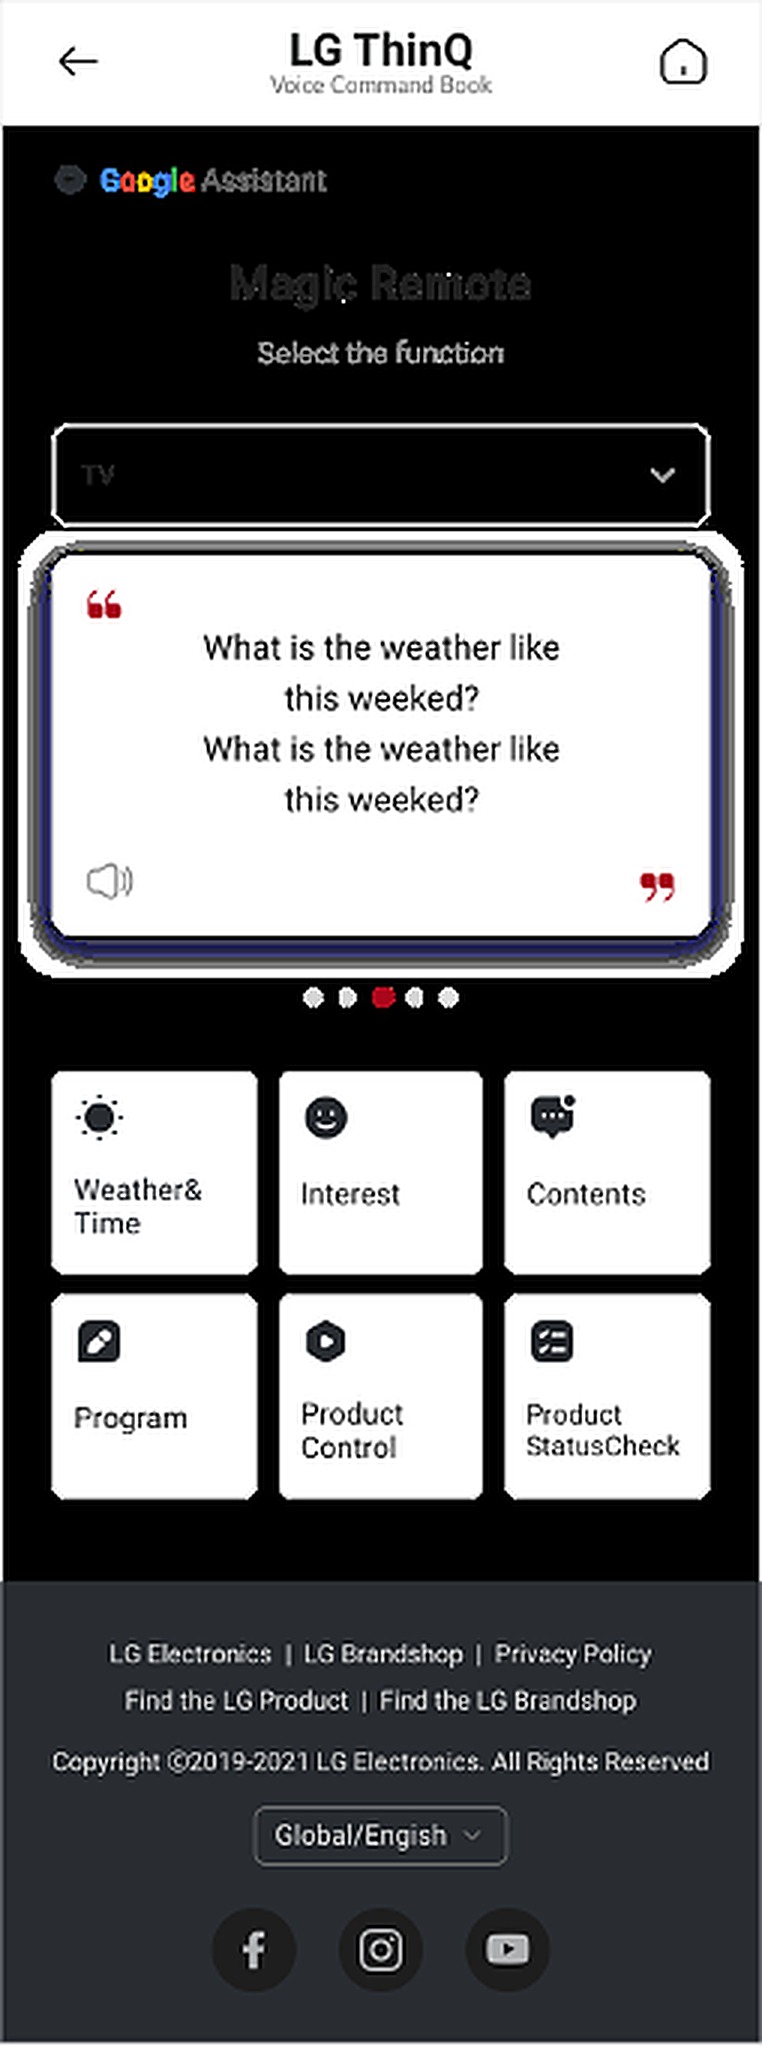 LG ThinQ
Voice Command Book
Google Assistant
Magic Remote
Select the function
TV
What is the weather like
this weeked?
What is the weather like
this weeked?
Weather&
Time
Interest
Contents
Program
Product
Control
Product
StatusCheck
LG Electronics | LG Brandshop | Privacy Policy
Find the LG Product | Find the LG Brandshop
Copyright ©2019-2021 LG Electronics. All Rights Reserved
Global/Engish